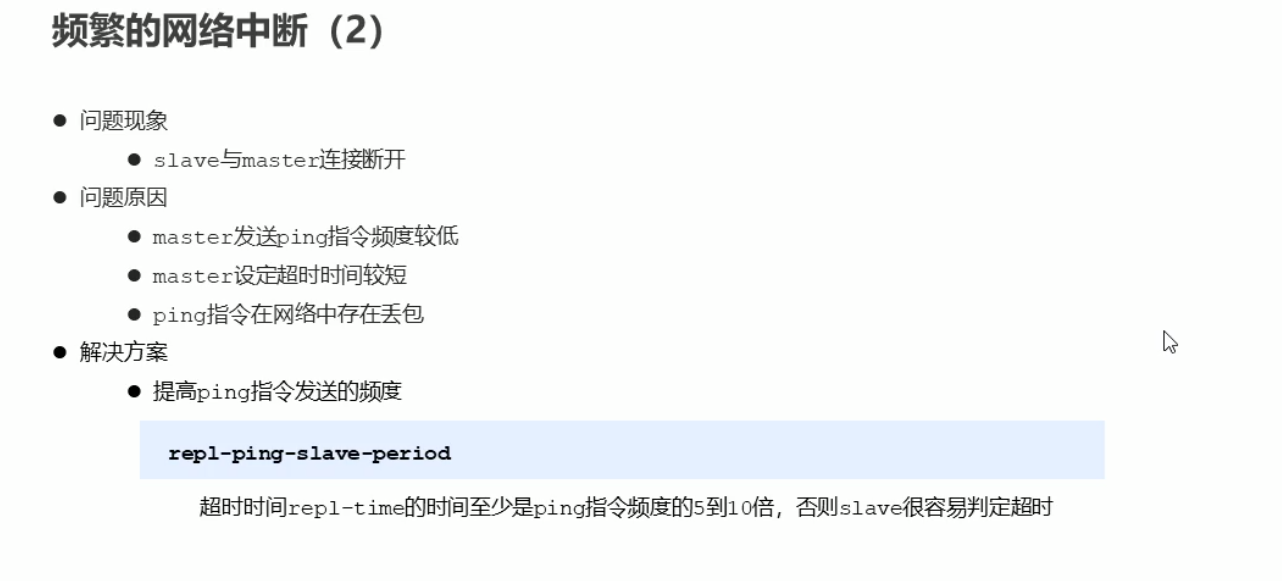 频繁的网络中断（2）
● 问题现象
● slave与master连接断开
● 问题原因
● master发送ping指令频度较低
● master设定超时时间较短
● ping指令在网络中存在丢包
● 解决方案
● 提高ping指令发送的频度
repl-ping-slave-period
超时时间repl-time的时间至少是ping指令频度的5到10倍，否则slave很容易判定超时